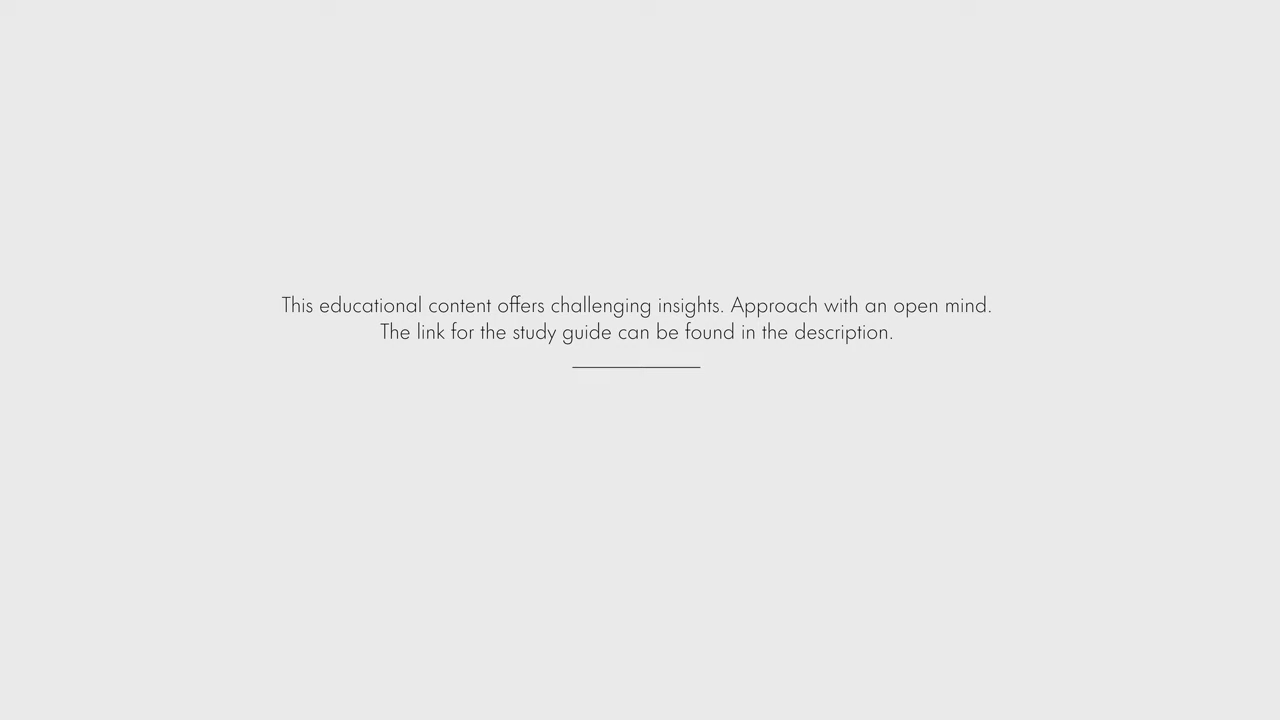 This educational content offers challenging insights. Approach with an open mind.
The link for the study guide can be found in the description.